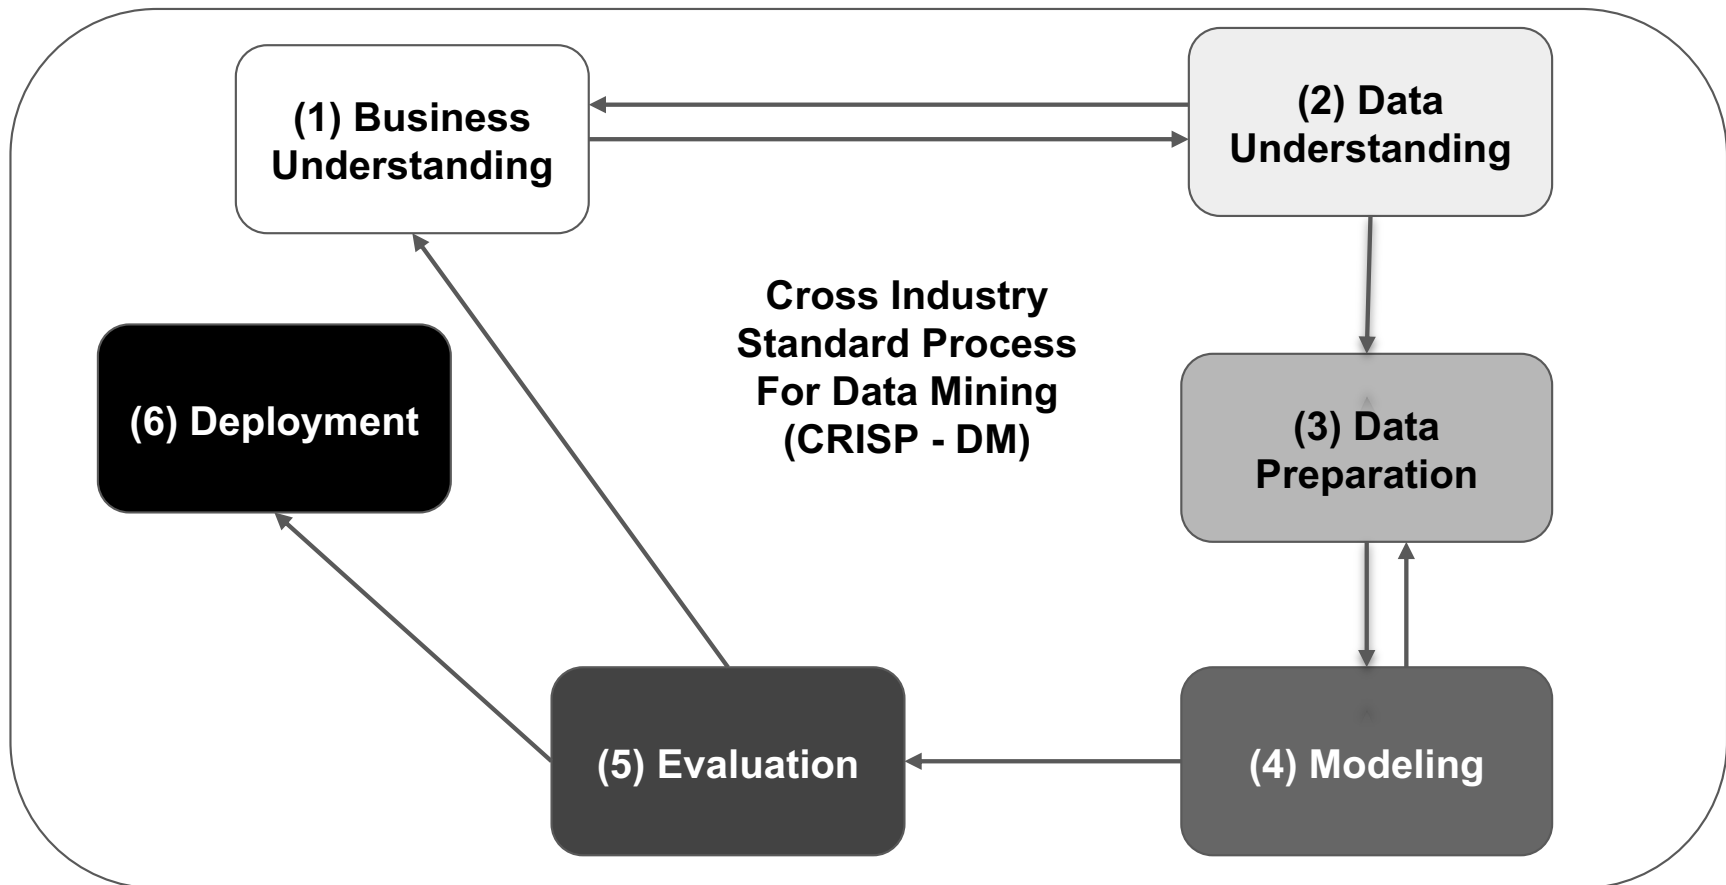 (1) Business
Understanding
(2) Data
Understanding
Cross Industry
Standard Process
For Data Mining
(CRISP - DM)
(6) Deployment
(3) Data
Preparation
(5) Evaluation
(4) Modeling